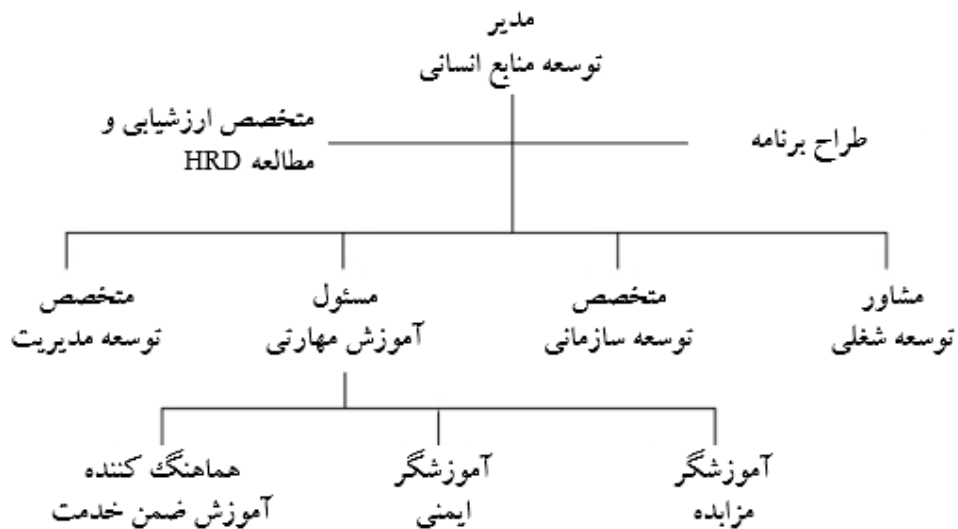 مدیر
توسعه منابع انسانی
طراح برنامه
متخصص ارزشیابی و
مطالعه HRD
مشاور
توسعه شغلی
متخصص
توسعه سازمانی
مسئول
آموزش مهارتی
متخصص
توسعه مدیریت
آموزشگر
مزابده
آموزشگر
ایمنی
هماهنگ کننده
آموزش ضمن خدمت